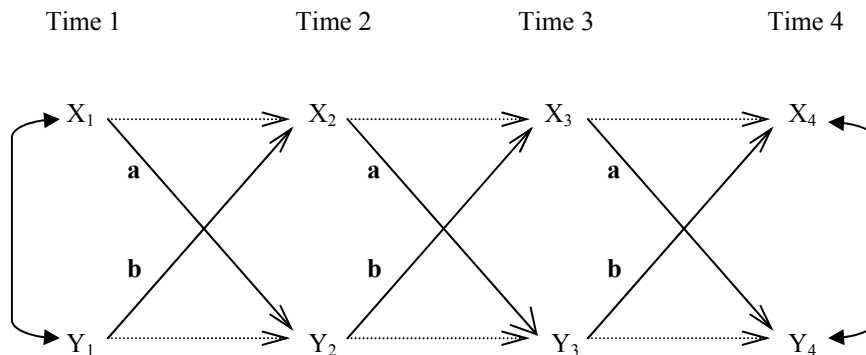 Time 1 Time 2 Time 3 Time 4
X1 X2 X3 X4
a a a
b b b
Y1 Y2 Y3 Y4